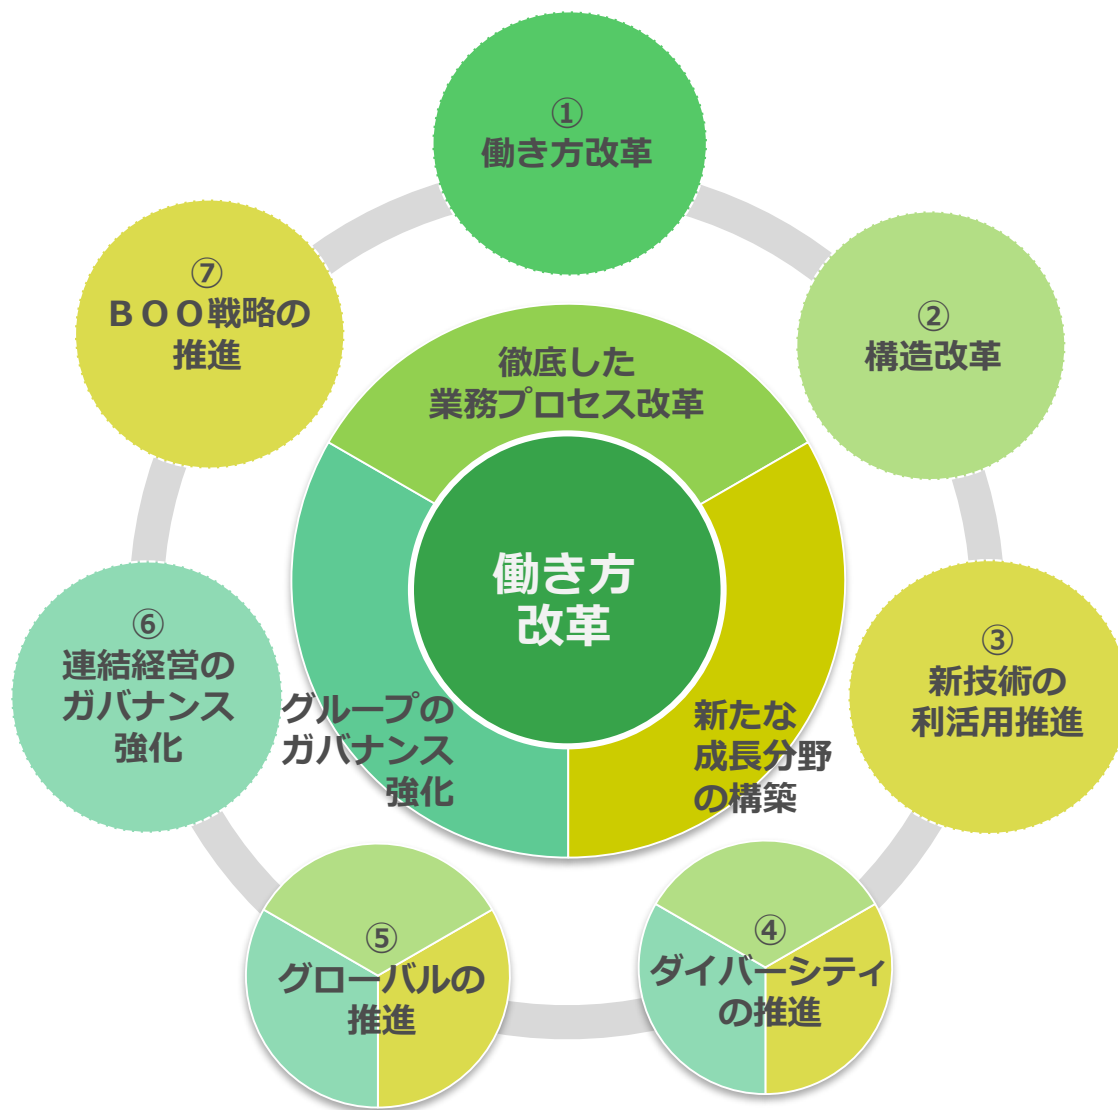 ①
働き方改革
②
構造改革
③
新技術の
利活用推進
④
ダイバーシティ
の推進
⑤
グローバルの
推進
⑥
連結経営の
ガバナンス
強化
⑦
ＢＯＯ戦略の
推進
徹底した
業務プロセス改革
新たな
成長分野
の構築
グループの
ガバナンス
強化
働き方
改革